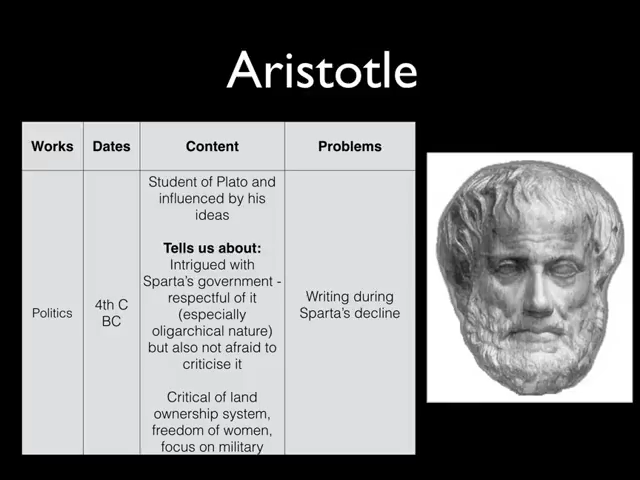 Aristotle
Works
Dates
Content
Problems
Politics
4th C
BC
Student of Plato and
influenced by his
ideas
Tells us about:
Intrigued with
Sparta's government -
respectful of it
(especially
oligarchical nature)
but also not afraid to
criticise it
Critical of land
ownership system,
freedom of women,
focus on military
Writing during
Sparta's decline